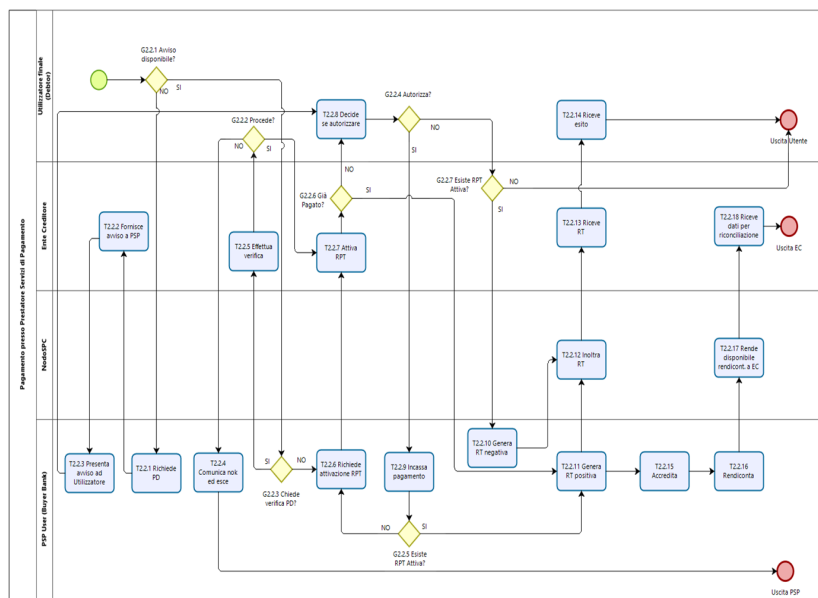 Pagamento presso Prestatore Servizi di Pagamento
Utilizzatore finale
(Debtor)
G2.2.1 Avviso
disponibile?
SI
NO
G2.2.2 Procede?
NO
SI
T2.2.8 Decide
se autorizzare
G2.2.4 Autorizza?
NO
SI
T2.2.14 Riceve
esito
Uscita Utente
Ente Creditore
T2.2.2 Fornisce
avviso a PSP
T2.2.5 Effettua
verifica
NO
G2.2.6 Già
Pagato?
SI
T2.2.7 Attiva
RPT
G2.2.7 Esiste RPT
Attiva?
NO
SI
T2.2.13 Riceve
RT
T2.2.18 Riceve
dati per
riconciliazione
Uscita EC
NodoSPC
T2.2.12 Inoltra
RT
T2.2.17 Rende
disponibile
rendicont. a EC
PSP User (Buyer Bank)
T2.2.3 Presenta
avviso ad
Utilizzatore
T2.2.1 Richiede
PD
T2.2.4
Comunica nok
ed esce
SI
NO
G2.2.3 Chiede
verifica PD?
T2.2.6 Richiede
attivazione RPT
T2.2.9 Incassa
pagamento
T2.2.10 Genera
RT negativa
T2.2.11 Genera
RT positiva
T2.2.15
Accredita
T2.2.16
Rendiconta
NO
SI
G2.2.5 Esiste
RPT Attiva?
Uscita PSP